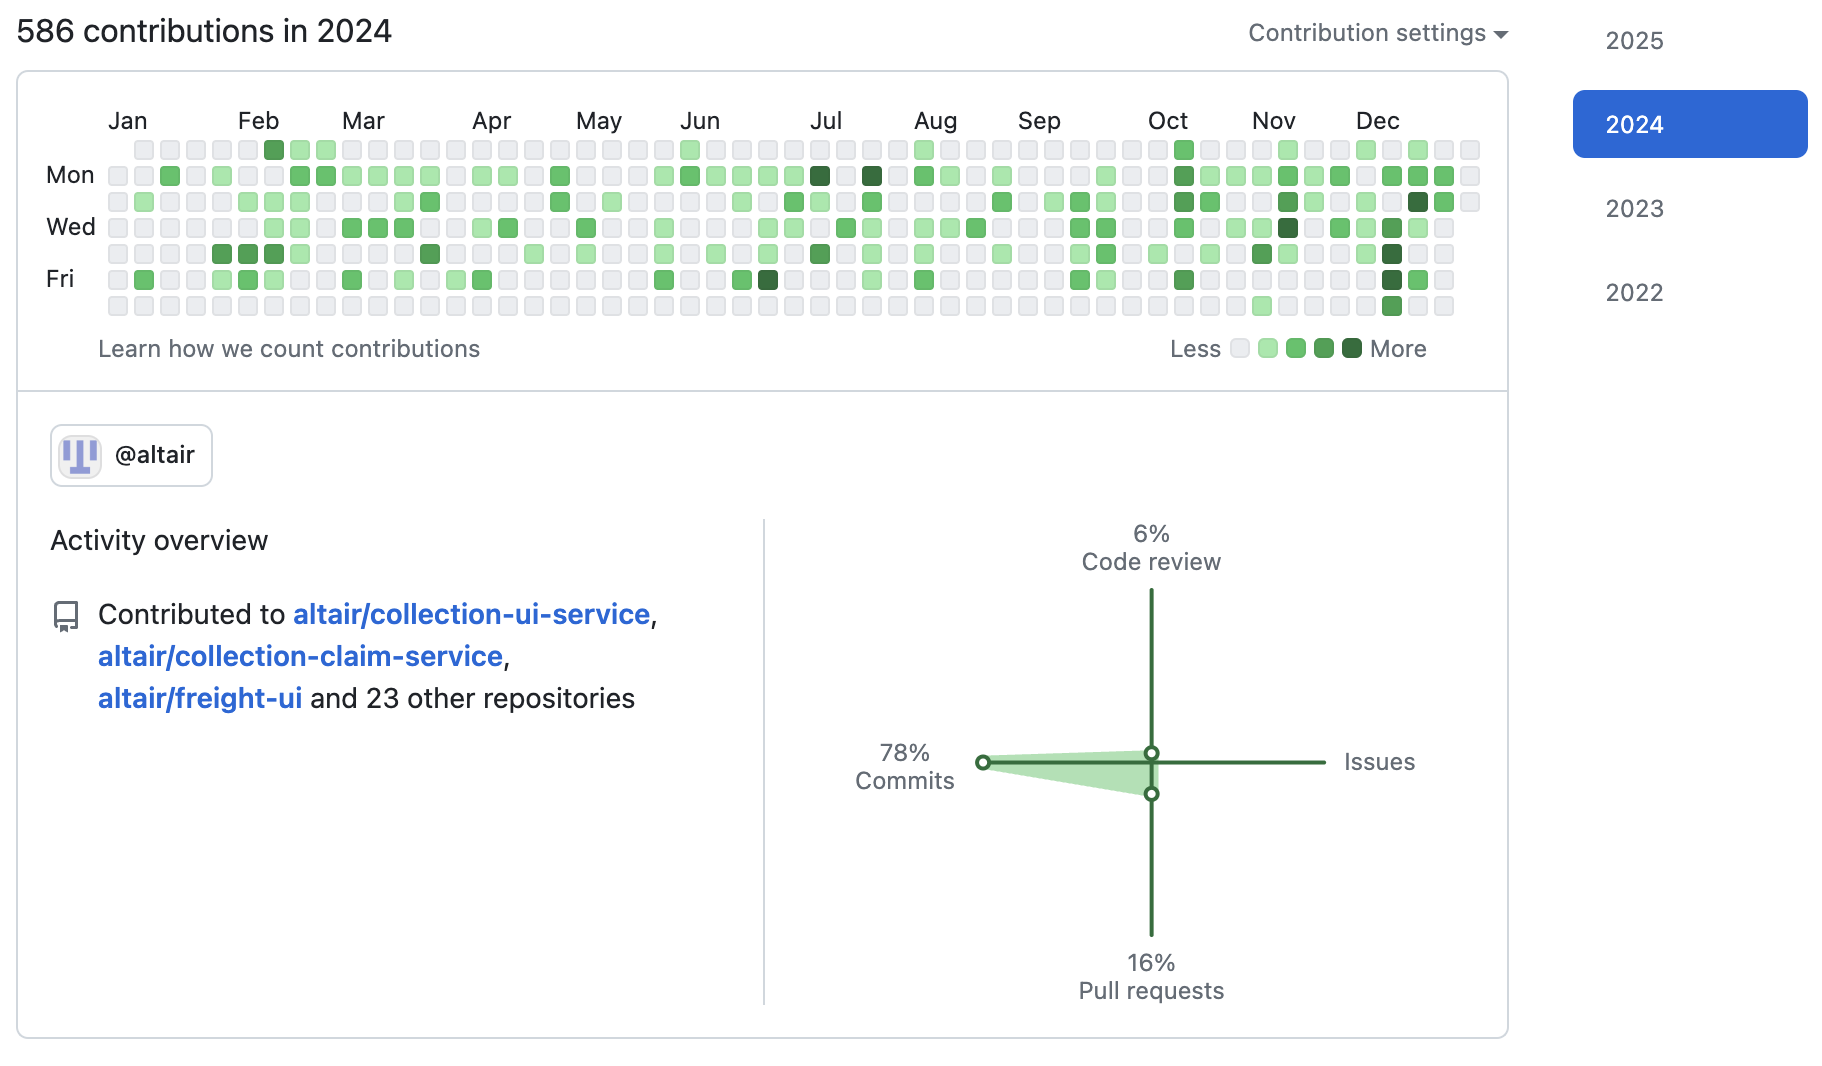 586 contributions in 2024
Contribution settings
2025
2024
2023
2022
Jan Feb Mar Apr May Jun Jul Aug Sep Oct Nov Dec
Mon
Wed
Fri
Learn how we count contributions
Less More
@altair
Activity overview
Contributed to altair/collection-ui-service,
altair/collection-claim-service,
altair/freight-ui and 23 other repositories
6%
Code review
78%
Commits
Issues
16%
Pull requests